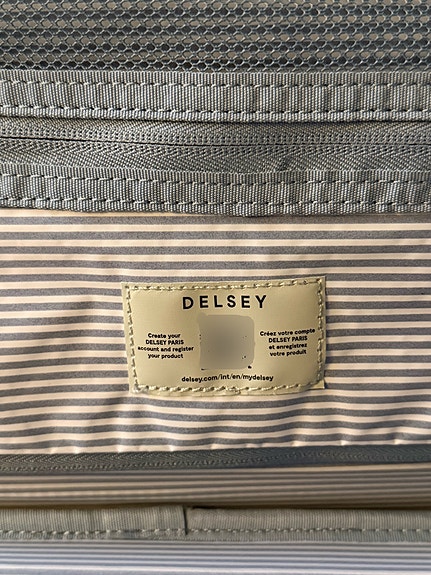 DELSEY
Create your
DELSEY PARIS
account and register
your product
Créez votre compte
DELSEY PARIS
et enregistrez
votre produit
delsey.com/int/en/mydelsey